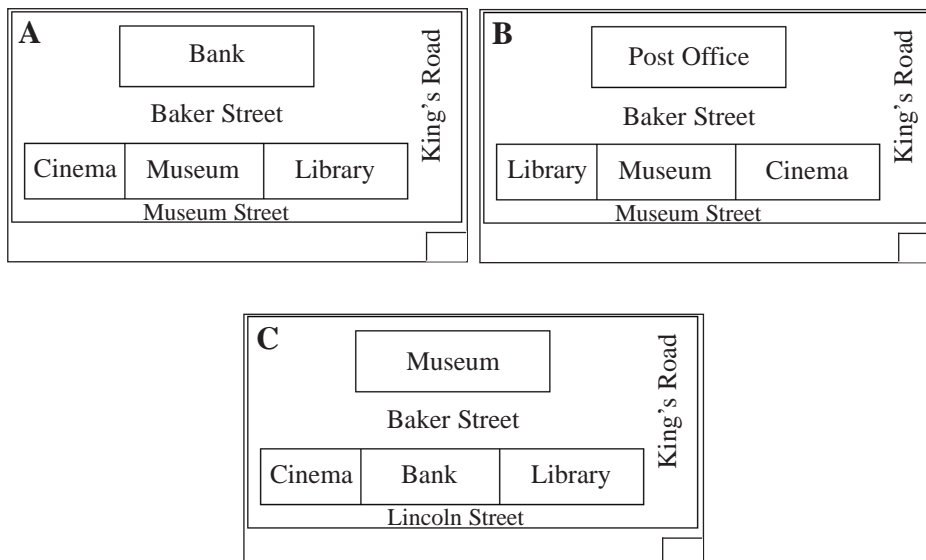 A
Bank
Baker Street
King's Road
Cinema Museum Library
Museum Street
B
Post Office
Baker Street
King's Road
Library Museum Cinema
Museum Street
C
Museum
Baker Street
King's Road
Cinema Bank Library
Lincoln Street